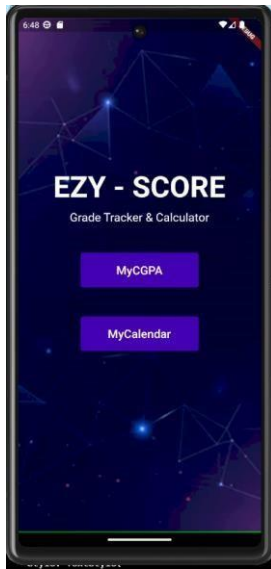 6:48
EZY - SCORE
Grade Tracker & Calculator
MyCGPA
MyCalendar